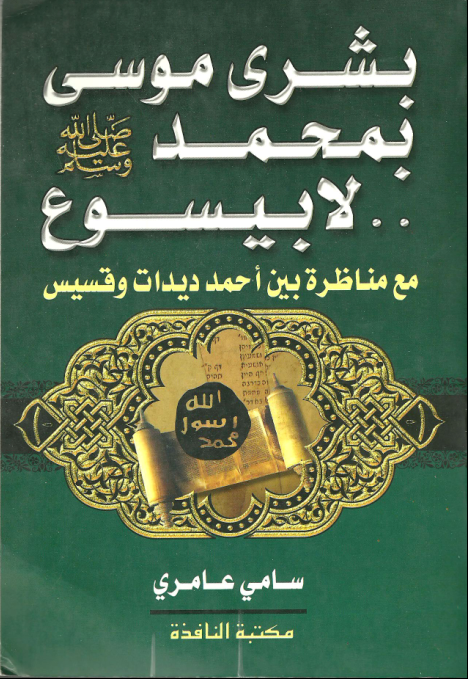 بشرى موسى
بمحمد صلى الله عليه وسلم
.. لا بيسوع
مع مناظرة بين أحمد ديدات وقسيس
الله
رسول
محمد
سامي عامري
مكتبة النافذة